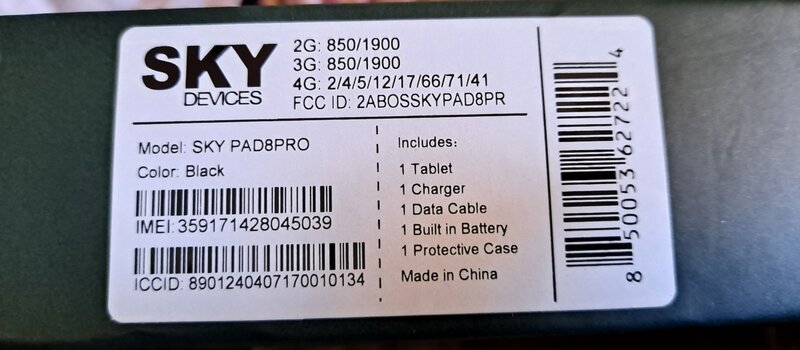 SKY
DEVICES
2G: 850/1900
3G: 850/1900
4G: 2/4/5/12/17/66/71/41
FCC ID: 2ABOSSKYPAD8PR
Model: SKY PAD8PRO
Color: Black
IMEI: 359171428045039
ICCID: 8901240407170010134
Includes:
1 Tablet
1 Charger
1 Data Cable
1 Built in Battery
1 Protective Case
Made in China
8 50053 62722 4